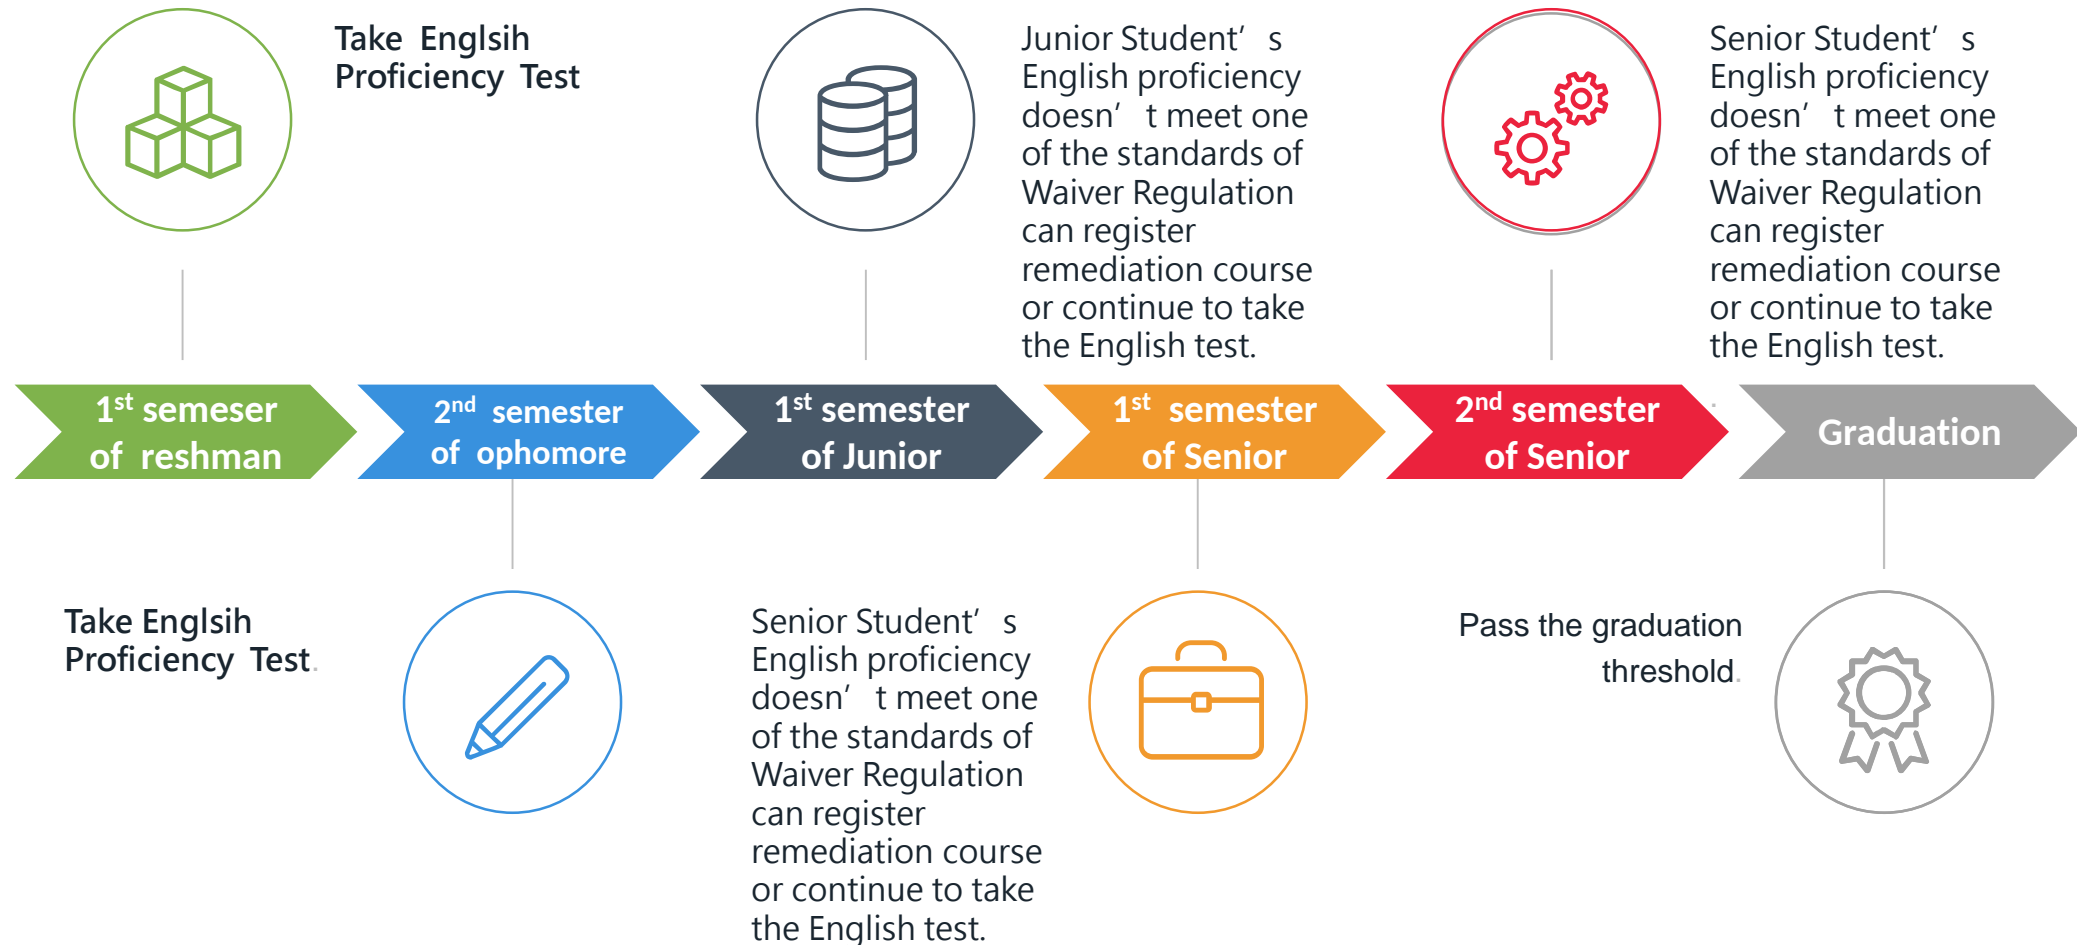 Take Englsih
Proficiency Test
Junior Student’ s
English proficiency
doesn’ t meet one
of the standards of
Waiver Regulation
can register
remediation course
or continue to take
the English test.
Senior Student’ s
English proficiency
doesn’ t meet one
of the standards of
Waiver Regulation
can register
remediation course
or continue to take
the English test.
1st semeser
of reshman
2nd semester
of ophomore
1st semester
of Junior
1st semester
of Senior
2nd semester
of Senior
.
Graduation
Take Englsih
Proficiency Test.
Senior Student’ s
English proficiency
doesn’ t meet one
of the standards of
Waiver Regulation
can register
remediation course
or continue to take
the English test.
Pass the graduation
threshold.